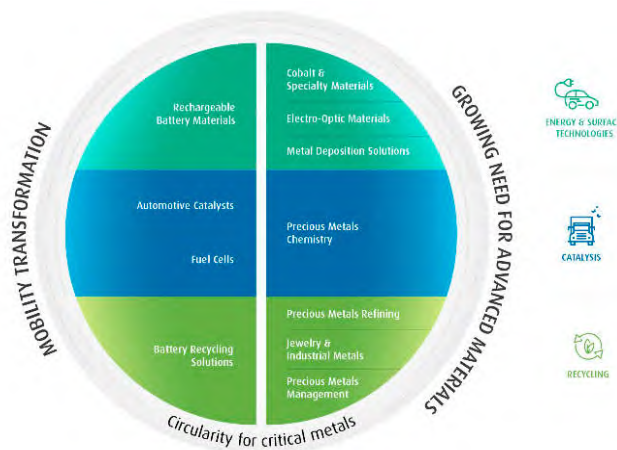 MOBILITY TRANSFORMATION
Rechargeable
Battery Materials
Automotive Catalysts
Fuel Cells
Battery Recycling
Solutions
Cobalt &
Specialty Materials
Electro-Optic Materials
Metal Deposition Solutions
Precious Metals
Chemistry
Precious Metals Refining
Jewelry &
Industrial Metals
Precious Metals
Management
GROWING NEED FOR ADVANCED MATERIALS
Circularity for critical metals
ENERGY & SURFAC
TECHNOLOGIES
CATALYSIS
RECYCLING